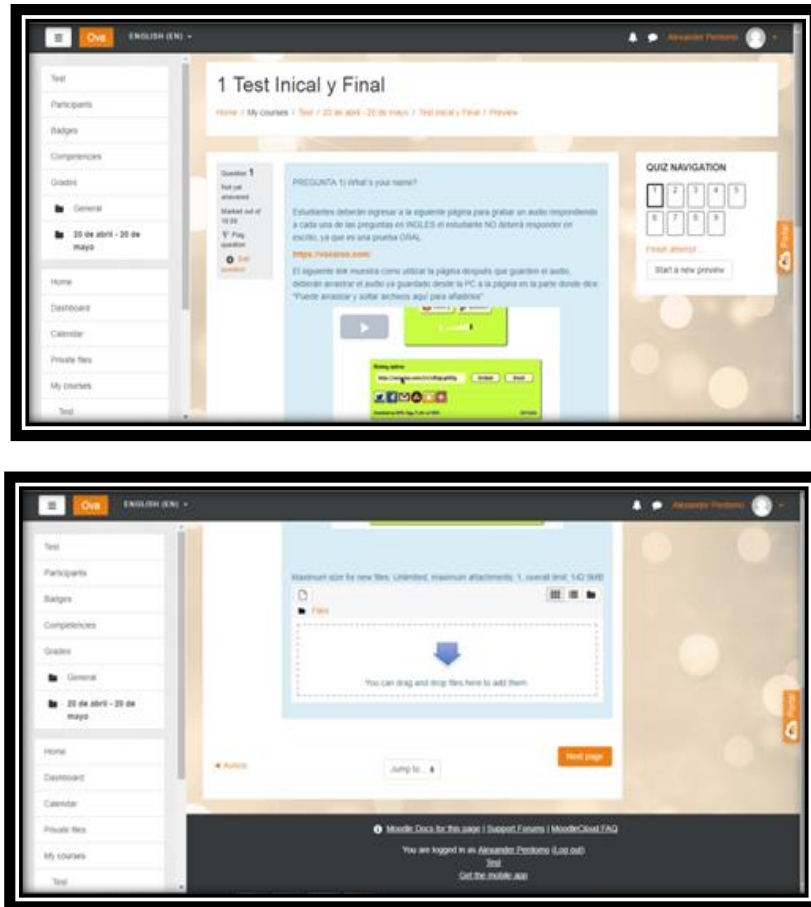 Ova ENGLISH (EN)
Alexander Perdomo
Test
Participants
Badges
Competencies
Grades
General
20 de abril - 20 de
mayo
Home
Dashboard
Calendar
Private files
My courses
Test
1 Test Inical y Final
Home / My courses / Test / 20 de abril - 20 de mayo / Test Inical y Final / Preview
Question 1
Not yet
answered
Marked out of
10.00
Flag
question
Edit
question
PREGUNTA 1) What's your name?
Estudiantes deberán ingresar a la siguiente página para grabar un audio respondiendo
a cada una de las preguntas en INGLES el estudiante NO deberá responder en
escrito, ya que es una prueba ORAL.
https://vocaroo.com/
El siguiente link muestra como utilizar la página después que guarden el audio,
deberán arrastrar el audio ya guardado desde la PC a la página en la parte donde dice:
"Puede arrastrar y soltar archivos aquí para añadirlos"
QUIZ NAVIGATION
1 2 3 4 5
6 7 8 9
Finish attempt ...
Start a new preview
Portal
Ova ENGLISH (EN)
Alexander Perdomo
Test
Participants
Badges
Competencies
Grades
General
20 de abril - 20 de
mayo
Home
Dashboard
Calendar
Private files
My courses
Test
Maximum size for new files: Unlimited, maximum attachments: 1, overall limit: 142.9MB
Files
You can drag and drop files here to add them.
Next page
Jump to...
Portal
Moodle Docs for this page | Support Forums | MoodleCloud FAQ
You are logged in as Alexander Perdomo (Log out)
Test
Get the mobile app